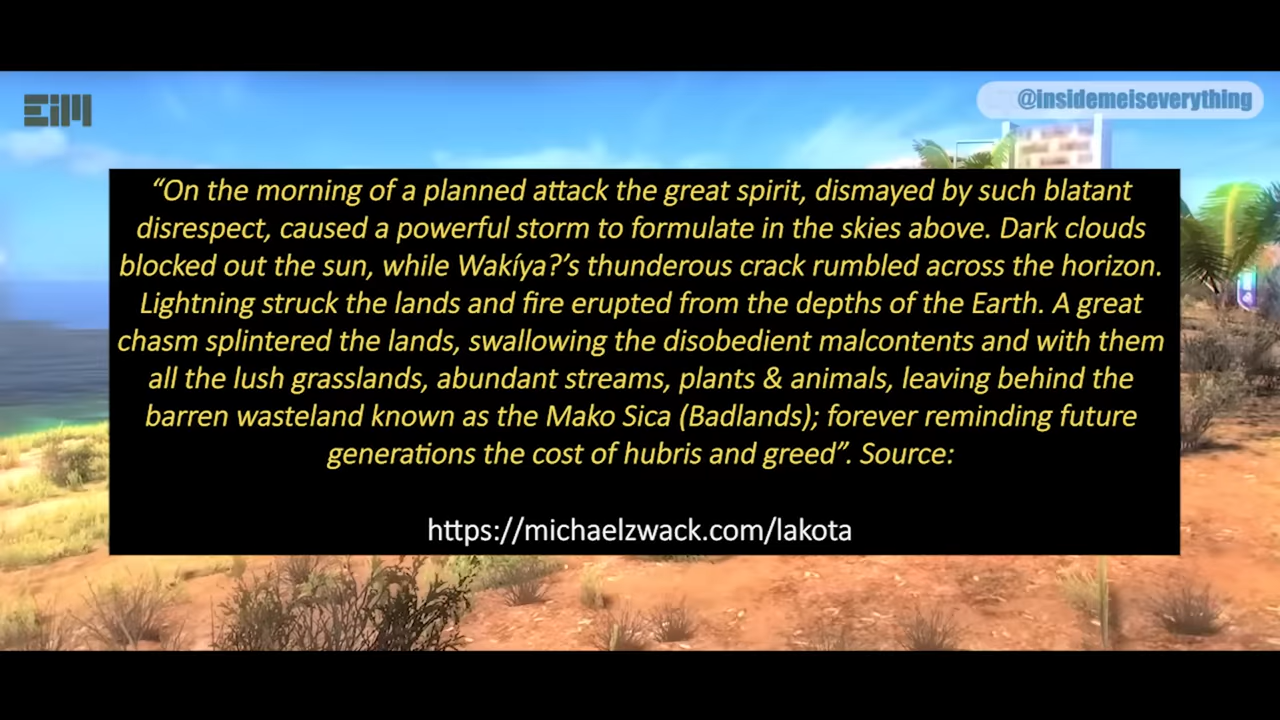 EiM
@insidemeiseverything
“On the morning of a planned attack the great spirit, dismayed by such blatant
disrespect, caused a powerful storm to formulate in the skies above. Dark clouds
blocked out the sun, while Wakíya?’s thunderous crack rumbled across the horizon.
Lightning struck the lands and fire erupted from the depths of the Earth. A great
chasm splintered the lands, swallowing the disobedient malcontents and with them
all the lush grasslands, abundant streams, plants & animals, leaving behind the
barren wasteland known as the Mako Sica (Badlands); forever reminding future
generations the cost of hubris and greed”. Source:
https://michaelzwack.com/lakota